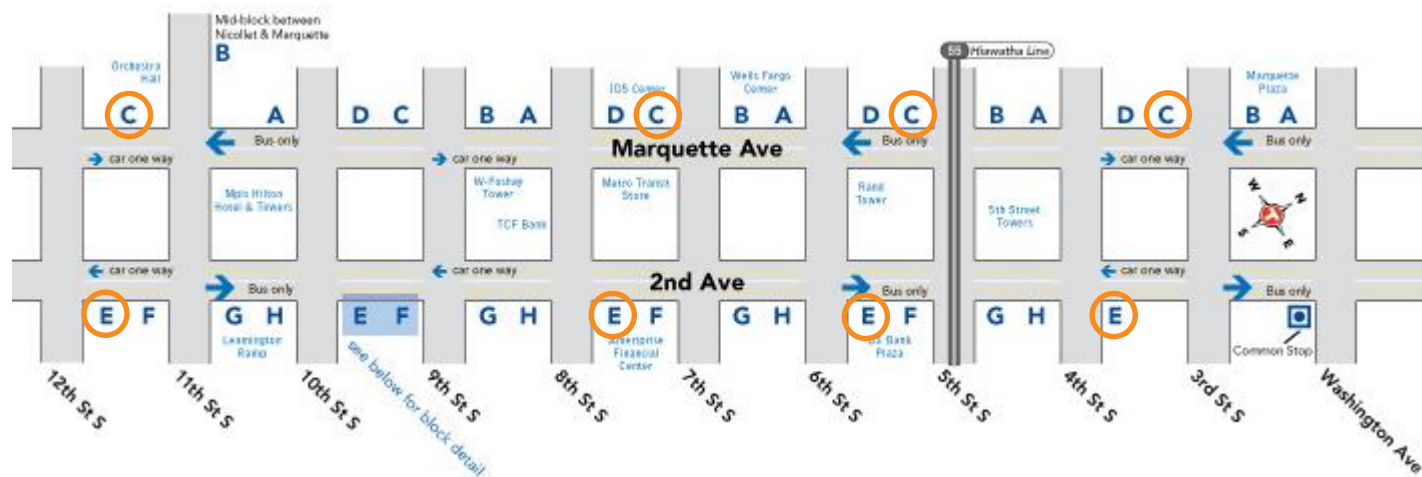 Mid-block between
Nicollet & Marquette
B
55 Hiawatha Line
Orchestra
Hall
IDS Center
Wells Fargo
Center
Marquette
Plaza
C A D C B A D C B A D C B A D C B A
Bus only
Bus only
Bus only
Marquette Ave
car one way
car one way
car one way
Mpls Hilton
Hotel & Towers
W-Foshay
Tower
TCF Bank
Metro Transit
Store
Rand
Tower
5th Street
Towers
W N
S E
car one way
car one way
car one way
2nd Ave
Bus only
Bus only
Bus only
E F G H E F G H E F G H E F G H E
Leamington
Ramp
see below for block detail
Ameriprise
Financial
Center
US Bank
Plaza
Common Stop
12th St S
11th St S
10th St S
9th St S
8th St S
7th St S
6th St S
5th St S
4th St S
3rd St S
Washington Ave